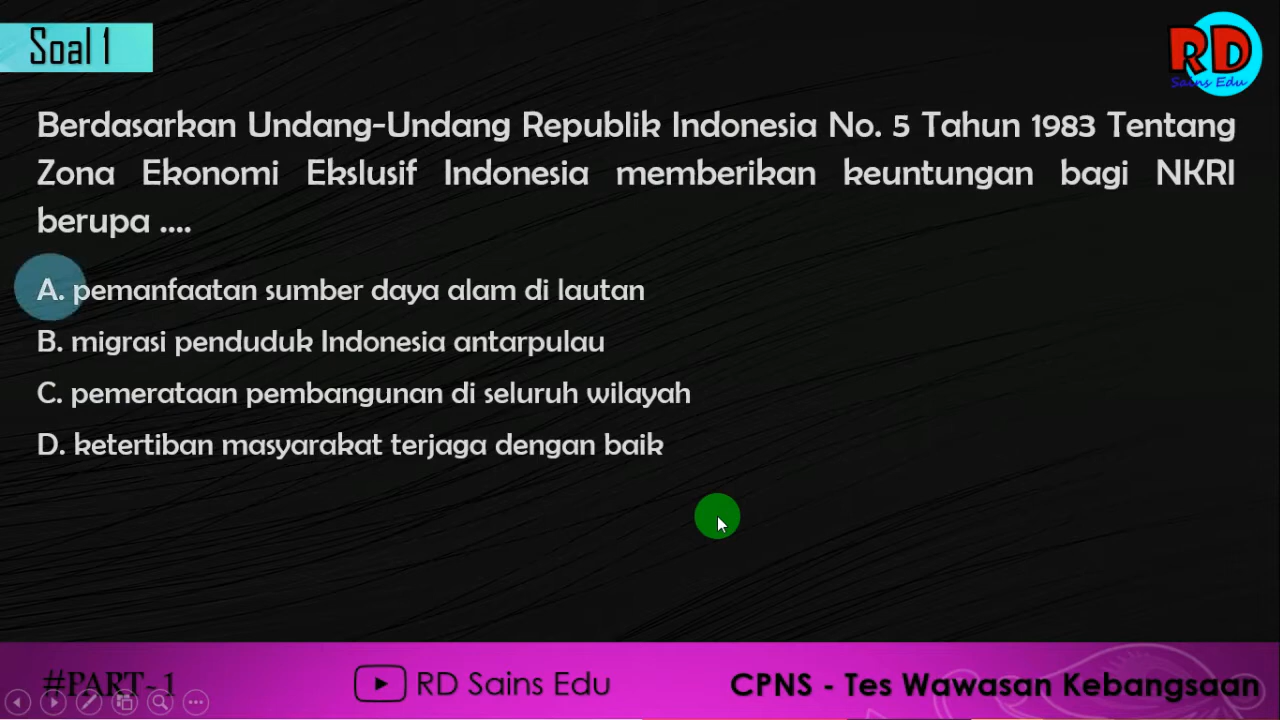 Soal 1
RD
Sains Edu
Berdasarkan Undang-Undang Republik Indonesia No. 5 Tahun 1983 Tentang
Zona Ekonomi Ekslusif Indonesia memberikan keuntungan bagi NKRI
berupa ....
A. pemanfaatan sumber daya alam di lautan
B. migrasi penduduk Indonesia antarpulau
C. pemerataan pembangunan di seluruh wilayah
D. ketertiban masyarakat terjaga dengan baik
#PART-1
RD Sains Edu
CPNS - Tes Wawasan Kebangsaan